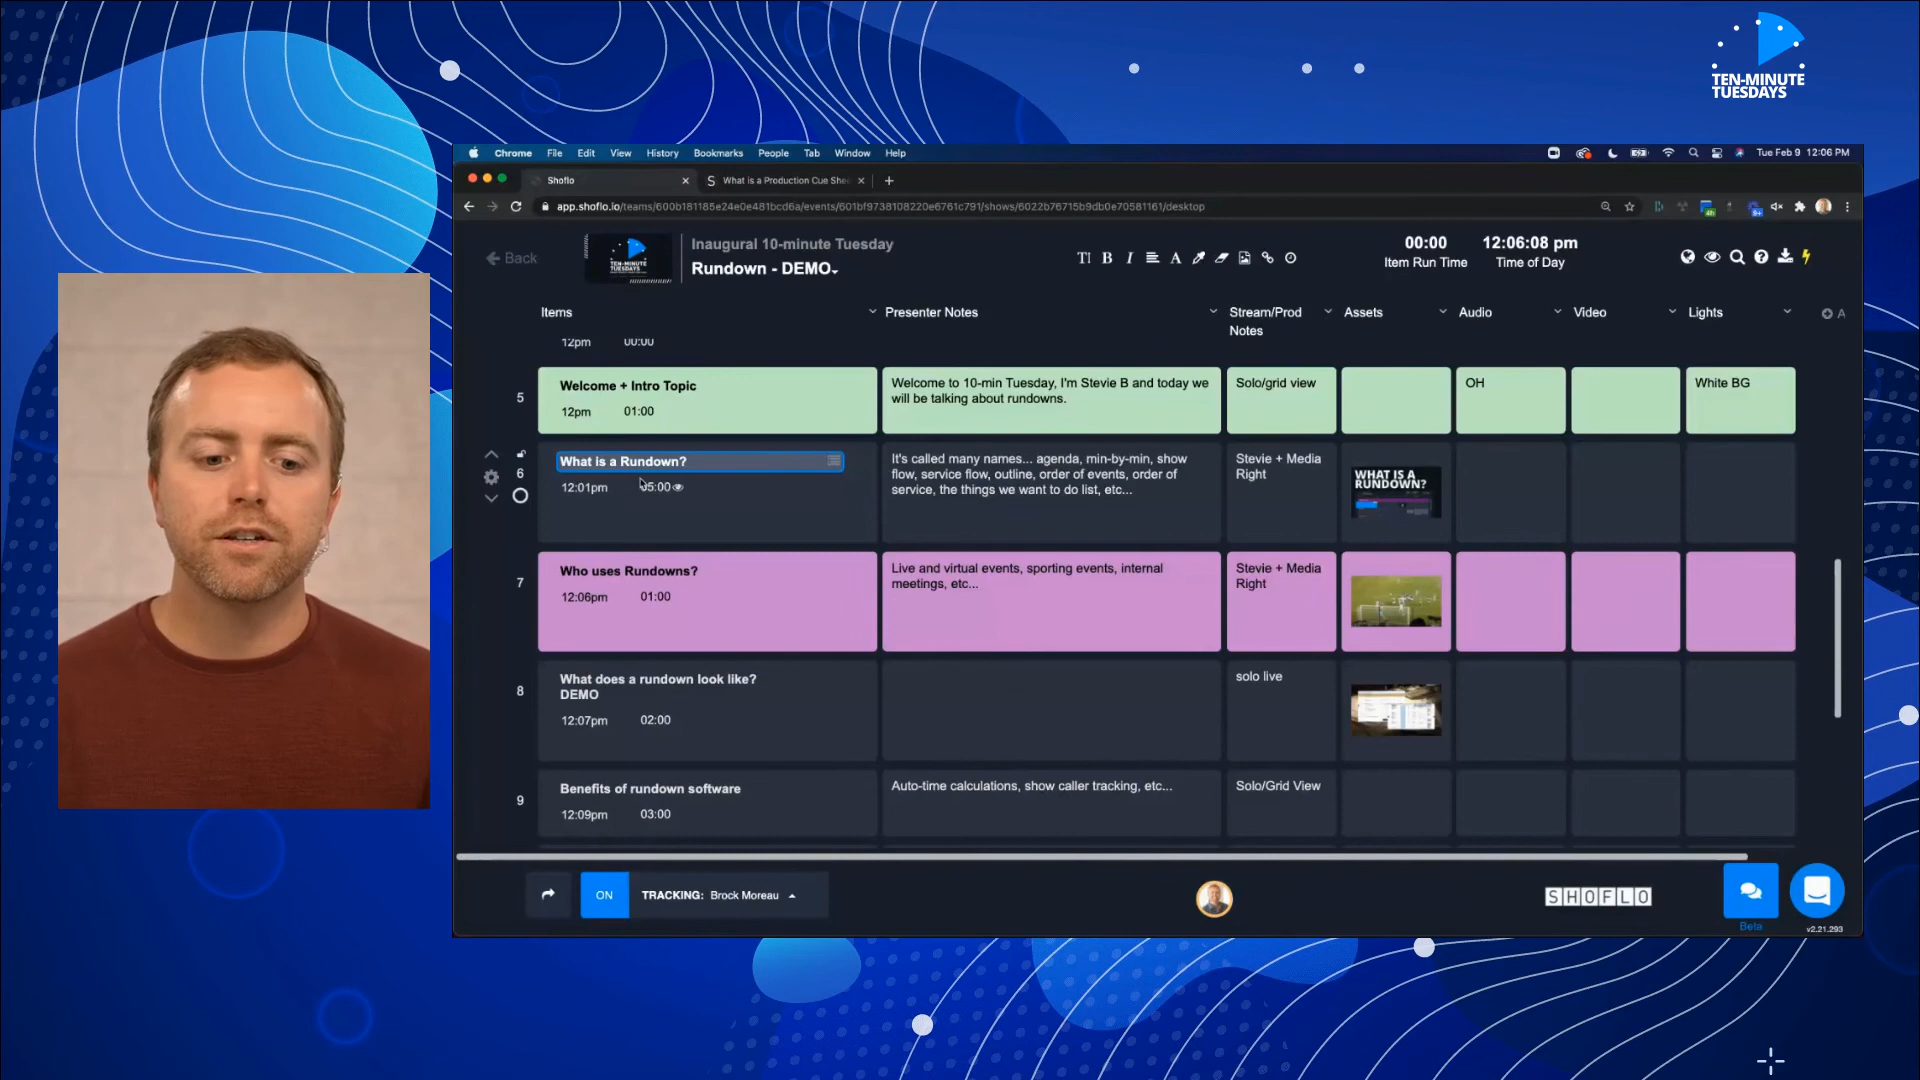 TEN-MINUTE
TUESDAYS
Chrome File Edit View History Bookmarks People Tab Window Help
Tue Feb 9 12:06 PM
Shoflo
What is a Production Cue She
app.shoflo.io/teams/600b181185e24e0e481bcd6a/events/601bf9738108220e6761c791/shows/6022b76715b9db0e70581161/desktop
Back
TEN-MINUTE
TUESDAYS
Inaugural 10-minute Tuesday
Rundown - DEMO
00:00
Item Run Time
12:06:08 pm
Time of Day
Items
Presenter Notes
Stream/Prod
Notes
Assets
Audio
Video
Lights
A
12pm 00:00
5
Welcome + Intro Topic
12pm 01:00
Welcome to 10-min Tuesday, I'm Stevie B and today we
will be talking about rundowns.
Solo/grid view
OH
White BG
6
What is a Rundown?
12:01pm 05:00
It's called many names... agenda, min-by-min, show
flow, service flow, outline, order of events, order of
service, the things we want to do list, etc...
Stevie + Media
Right
WHAT IS A
RUNDOWN?
7
Who uses Rundowns?
12:06pm 01:00
Live and virtual events, sporting events, internal
meetings, etc...
Stevie + Media
Right
8
What does a rundown look like?
DEMO
12:07pm 02:00
solo live
9
Benefits of rundown software
12:09pm 03:00
Auto-time calculations, show caller tracking, etc...
Solo/Grid View
ON
TRACKING: Brock Moreau
SHOFLO
Beta
v2.21.293